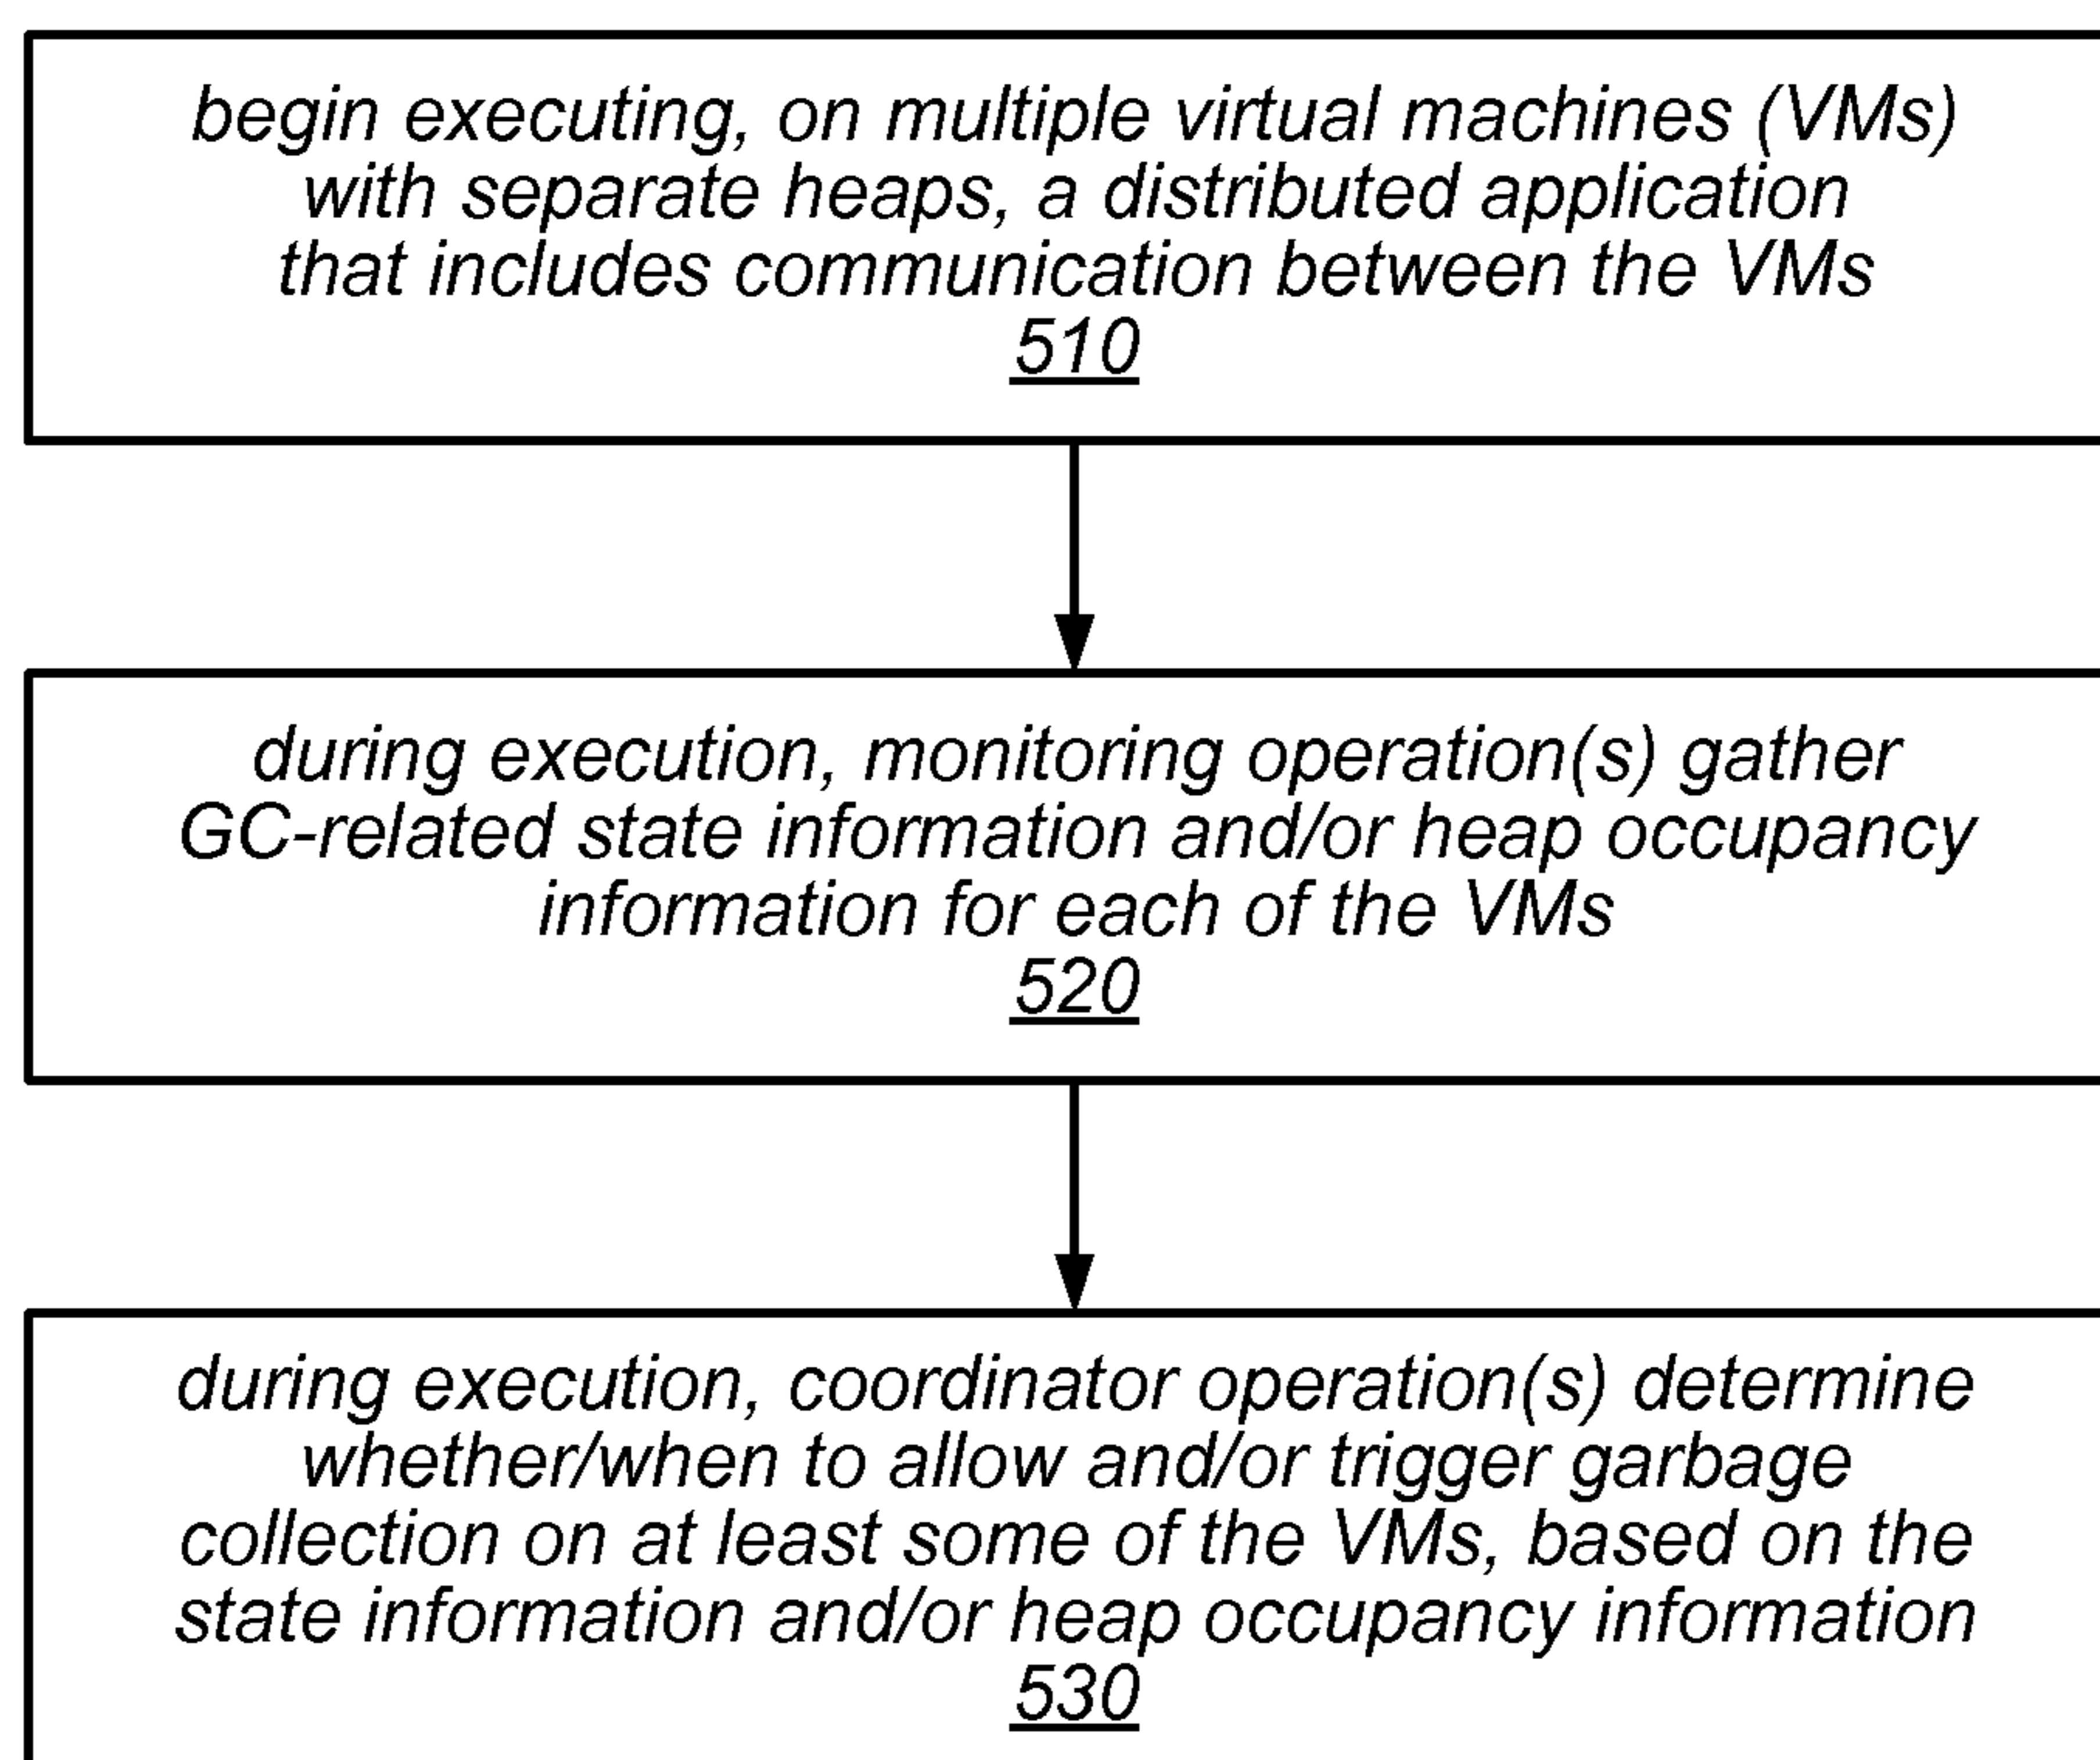 begin executing, on multiple virtual machines (VMs)
with separate heaps, a distributed application
that includes communication between the VMs
510
during execution, monitoring operation(s) gather
GC-related state information and/or heap occupancy
information for each of the VMs
520
during execution, coordinator operation(s) determine
whether/when to allow and/or trigger garbage
collection on at least some of the VMs, based on the
state information and/or heap occupancy information
530